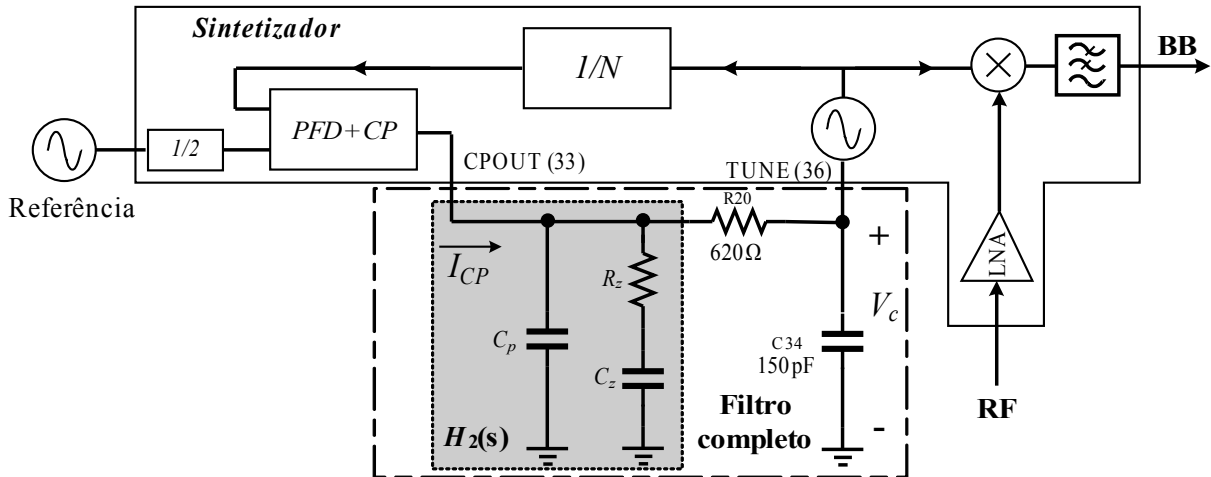 Sintetizador
BB
1/N
PFD+CP
1/2
CPOUT (33)
TUNE (36)
Referência
R20
620Ω
+
LNA
I_CP
R_z
V_c
C_p
C34
150pF
C_z
Filtro
completo
RF
-
H₂(s)